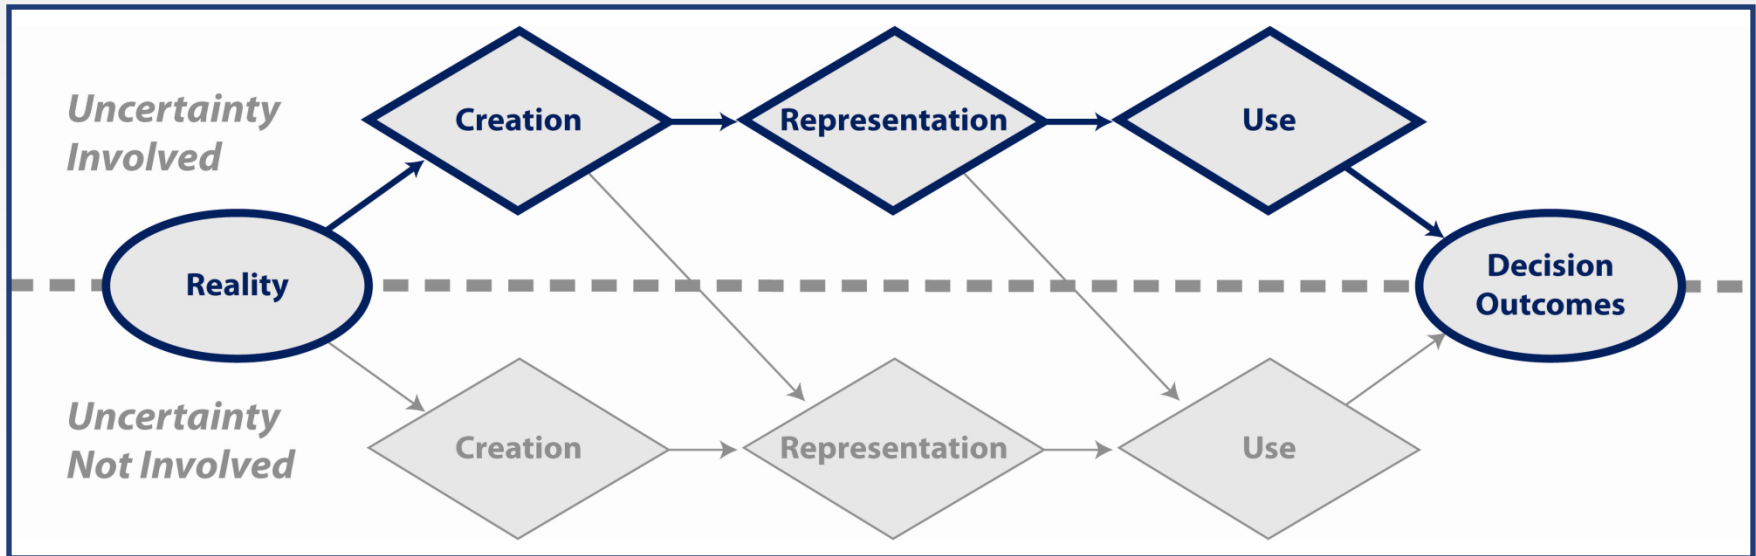 Uncertainty
Involved
Creation
Representation
Use
Reality
Decision
Outcomes
Uncertainty
Not Involved
Creation
Representation
Use